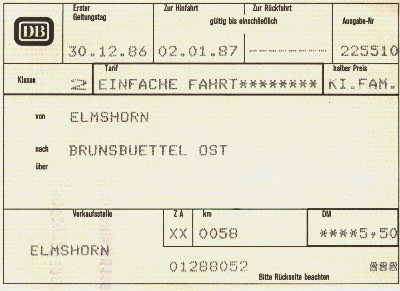 DB
Erster Geltungstag
Zur Hinfahrt Zur Rückfahrt
gültig bis einschließlich
Ausgabe-Nr
30.12.86 02.01.87 ---------- 225510
Klasse Tarif halber Preis
2 EINFACHE FAHRT******** KI.FAM.
von ELMSHORN
nach BRUNSBUETTEL OST
über
Verkaufsstelle Z A km DM
XX 0058 ****5,50
ELMSHORN
01288052
Bitte Rückseite beachten